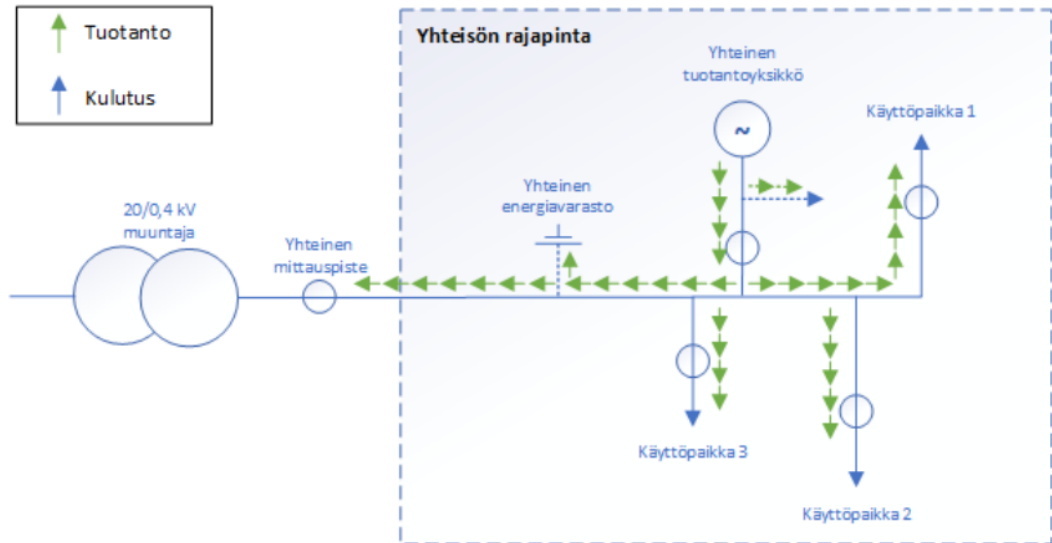 Tuotanto
Kulutus
Yhteisön rajapinta
Yhteinen
tuotantoyksikkö
~
Käyttöpaikka 1
Yhteinen
energiavarasto
20/0,4 kV
muuntaja
Yhteinen
mittauspiste
Käyttöpaikka 3
Käyttöpaikka 2